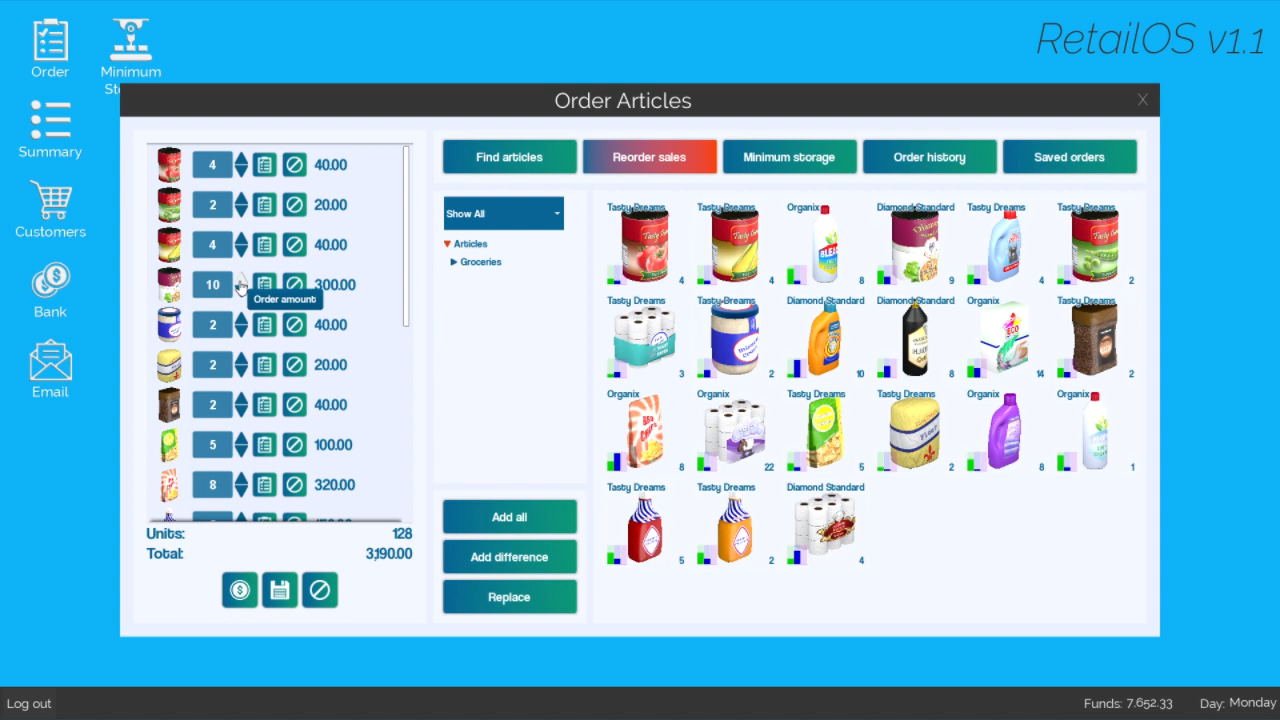 RetailOS v1.1
Order
Minimum
Summary
Customers
Bank
Email
Order Articles
X
4 40.00
2 20.00
4 40.00
10 300.00
Order amount
2 40.00
2 20.00
2 40.00
5 100.00
8 320.00
Units: 128
Total: 3,190.00
Find articles
Reorder sales
Minimum storage
Order history
Saved orders
Show All
Articles
Groceries
Add all
Add difference
Replace
Tasty Dreams Tasty Dreams Organix Diamond Standard Tasty Dreams Tasty Dreams
4 4 8 9 4 2
Tasty Dreams Tasty Dreams Diamond Standard Diamond Standard Organix Tasty Dreams
ECO
3 2 10 8 14 2
Organix Organix Tasty Dreams Tasty Dreams Organix Organix
8 22 5 2 8 1
Tasty Dreams Tasty Dreams Diamond Standard
5 2 4
Log out
Funds: 7,652.33
Day: Monday